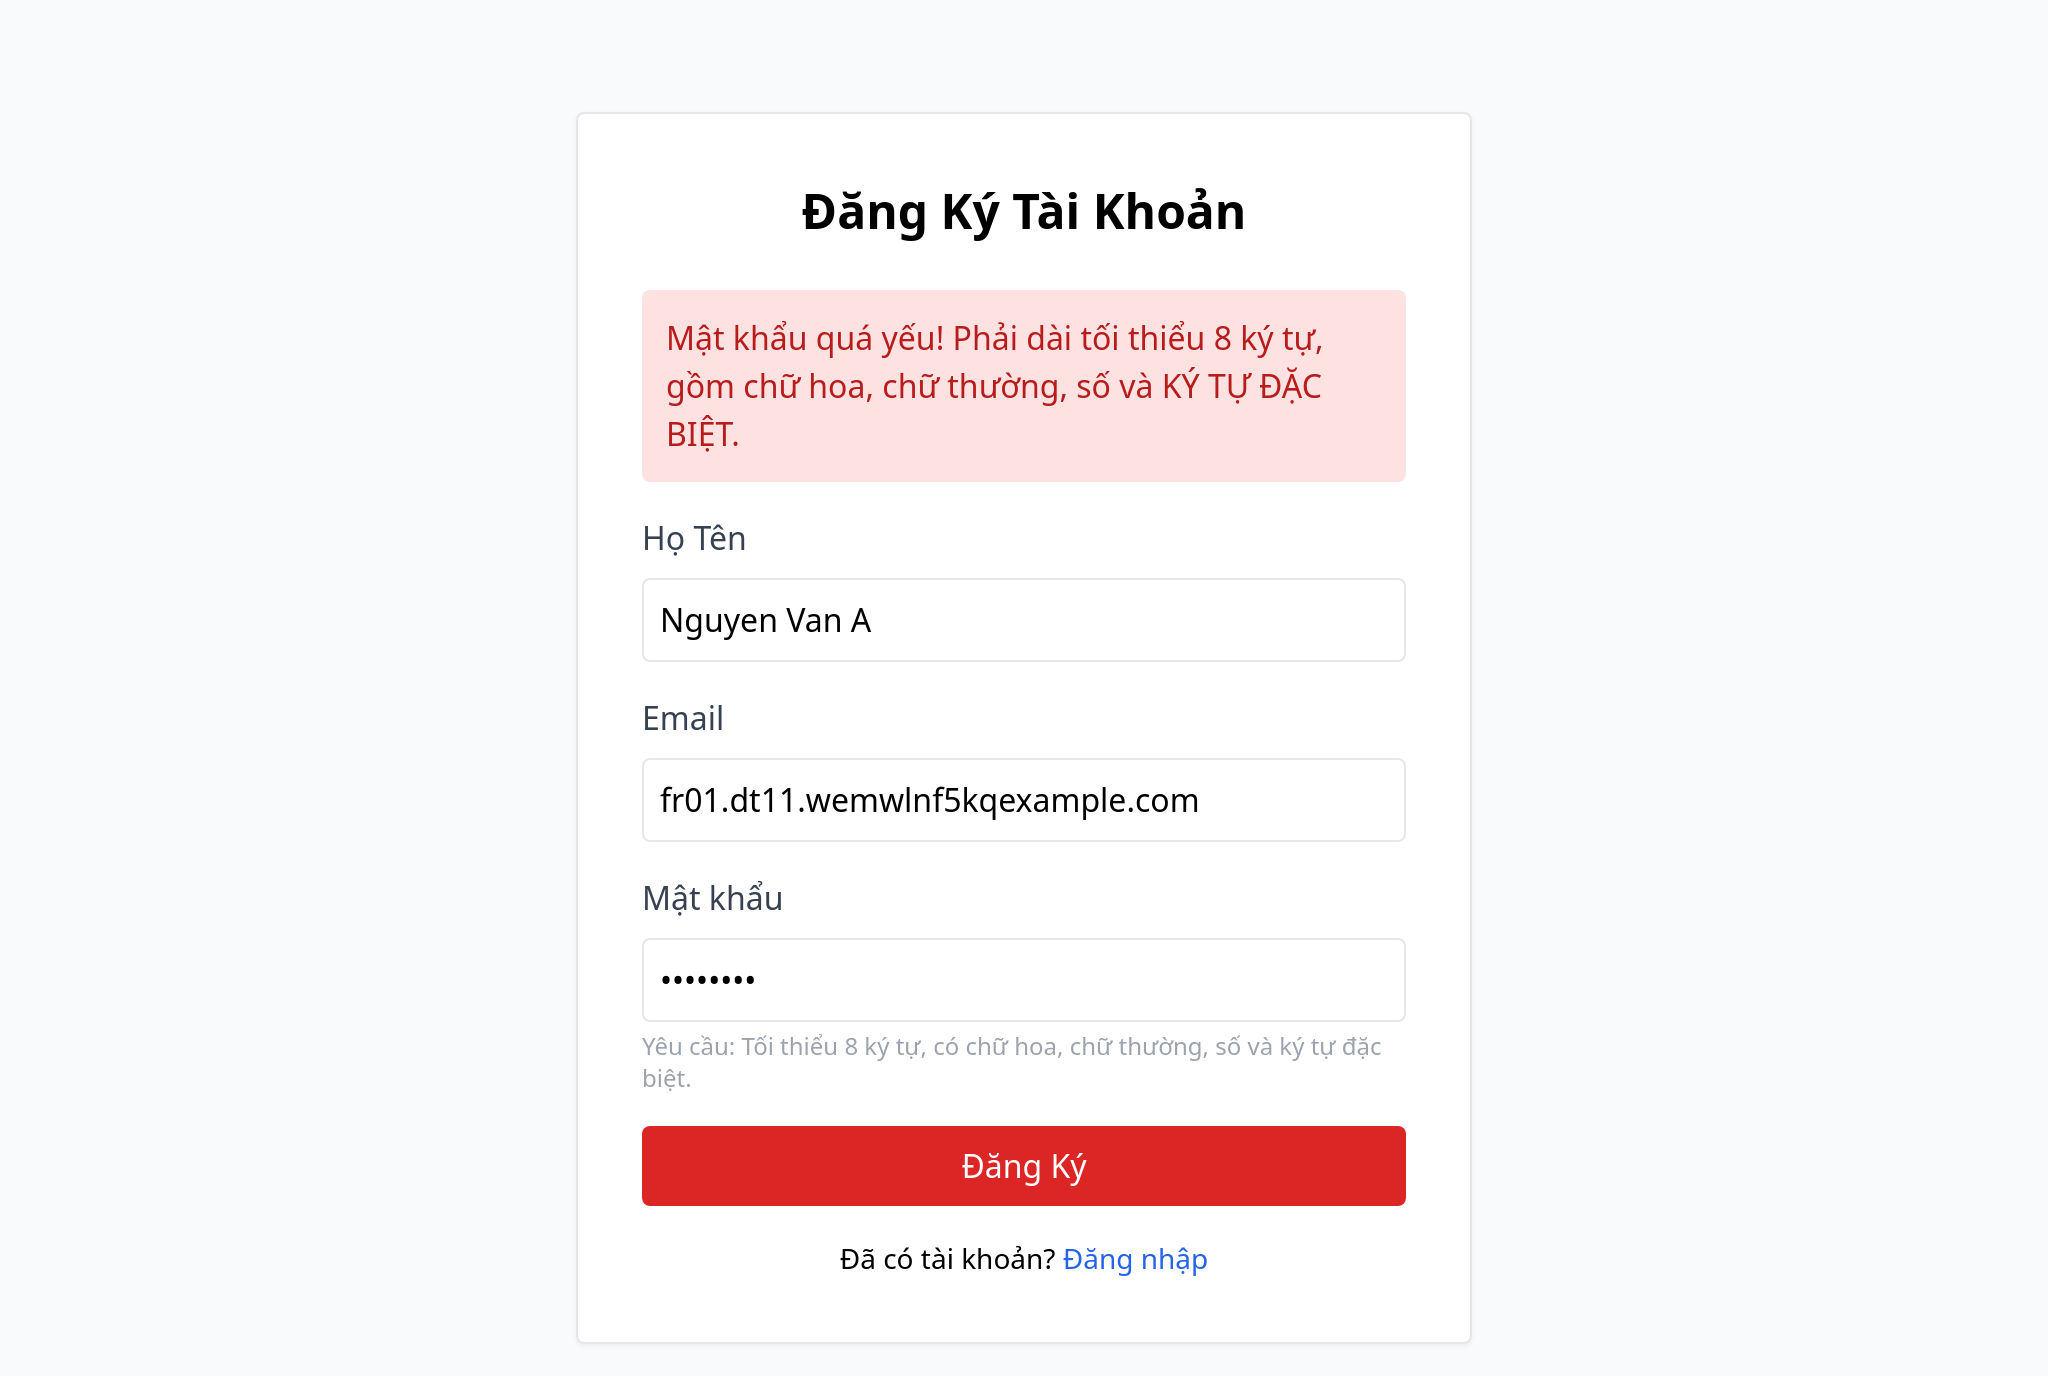 Đăng Ký Tài Khoản
Mật khẩu quá yếu! Phải dài tối thiểu 8 ký tự,
gồm chữ hoa, chữ thường, số và KÝ TỰ ĐẶC
BIỆT.
Họ Tên
Nguyen Van A
Email
fr01.dt11.wemwlnf5kqexample.com
Mật khẩu
••••••••
Yêu cầu: Tối thiểu 8 ký tự, có chữ hoa, chữ thường, số và ký tự đặc
biệt.
Đăng Ký
Đã có tài khoản? Đăng nhập